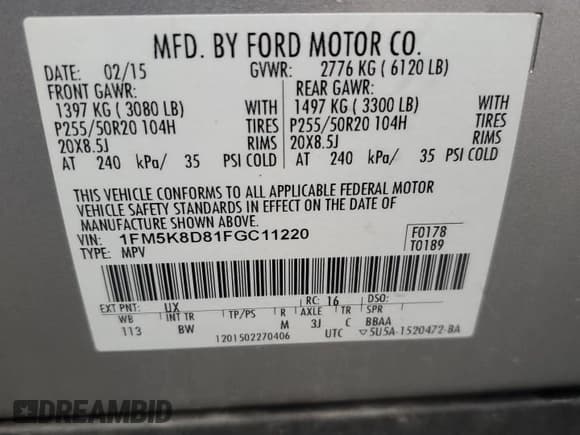 MFD. BY FORD MOTOR CO.
DATE: 02/15 GVWR: 2776 KG ( 6120 LB)
FRONT GAWR: REAR GAWR:
1397 KG ( 3080 LB) WITH 1497 KG ( 3300 LB) WITH
P255/50R20 104H TIRES P255/50R20 104H TIRES
20X8.5J RIMS 20X8.5J RIMS
AT 240 kPa/ 35 PSI COLD AT 240 kPa/ 35 PSI COLD
THIS VEHICLE CONFORMS TO ALL APPLICABLE FEDERAL MOTOR
VEHICLE SAFETY STANDARDS IN EFFECT ON THE DATE OF
MANUFACTURE SHOWN ABOVE.
VIN: 1FM5K8D81FGC11220 F0178
TYPE: MPV T0189
EXT PNT: UX RC: 16 DSO:
WB INT TR TP/PS R AXLE TR SPR
113 BW M 3J C BBAA
1201502270406 UTC ▽5U5A-1520472-BA
DREAMBID